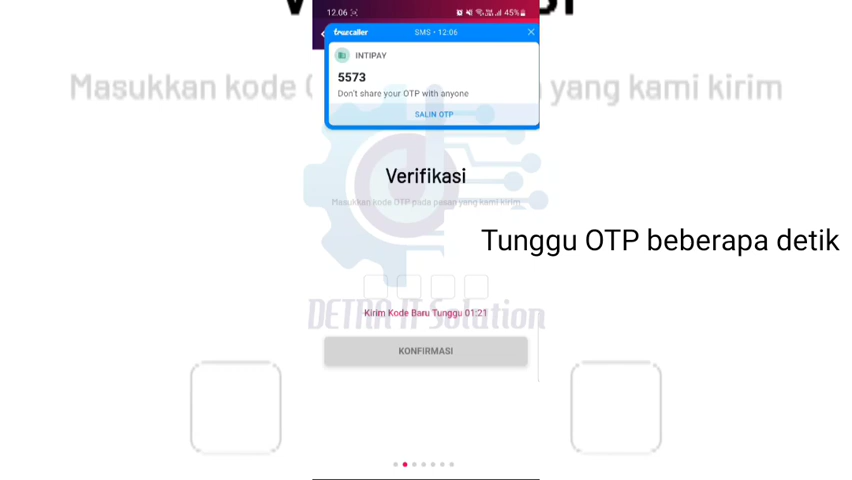 12.06
45%
truecaller
SMS • 12:06
INTIPAY
5573
Don't share your OTP with anyone
SALIN OTP
Masukkan kode
yang kami kirim
Verifikasi
Masukkan kode OTP pada pesan yang kami kirim
Tunggu OTP beberapa detik
DETRA IT Solution
Kirim Kode Baru Tunggu 01:21
KONFIRMASI